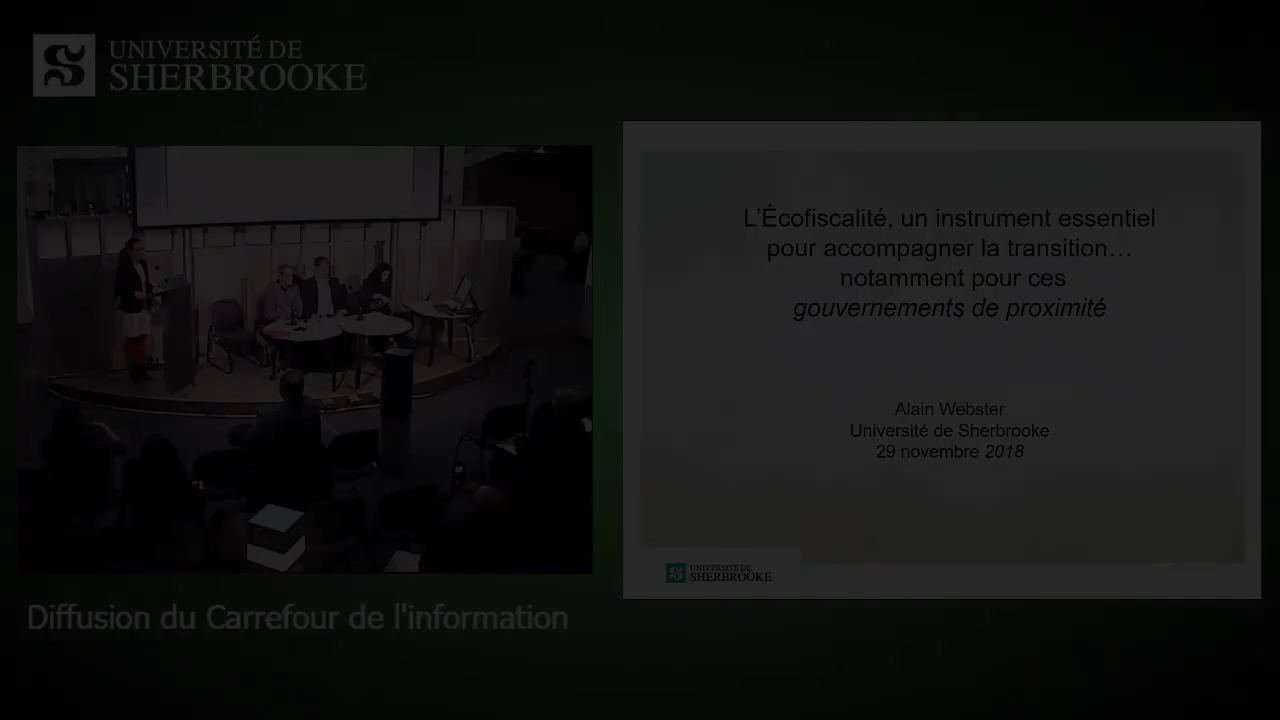 UNIVERSITÉ DE
SHERBROOKE
L'Écofiscalité, un instrument essentiel
pour accompagner la transition…
notamment pour ces
gouvernements de proximité
Alain Webster
Université de Sherbrooke
29 novembre 2018
UNIVERSITÉ DE
SHERBROOKE
Diffusion du Carrefour de l'information